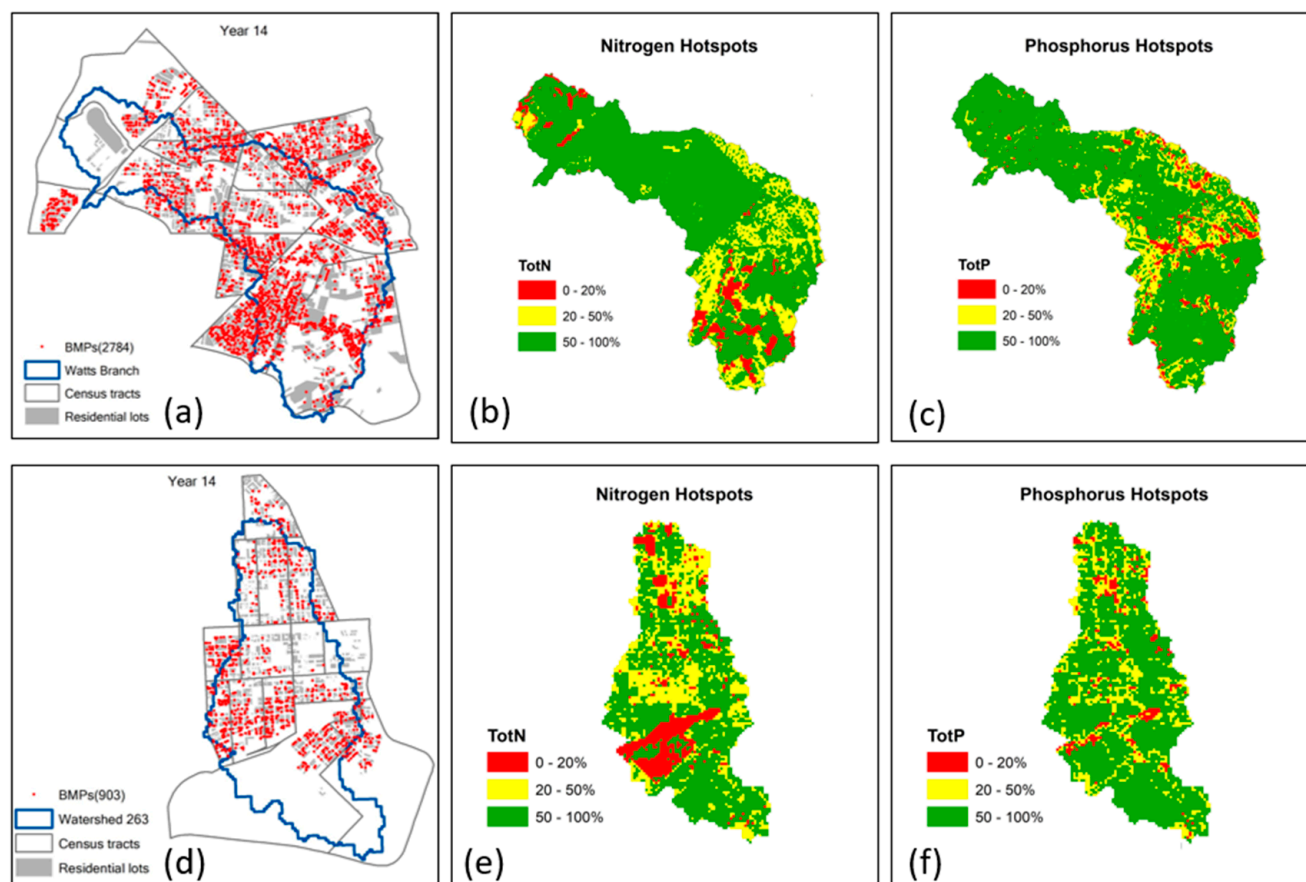 Year 14
BMPs(2784)
Watts Branch
Census tracts
Residential lots
(a)
Nitrogen Hotspots
TotN
0 - 20%
20 - 50%
50 - 100%
(b)
Phosphorus Hotspots
TotP
0 - 20%
20 - 50%
50 - 100%
(c)
Year 14
BMPs(903)
Watershed 263
Census tracts
Residential lots
(d)
Nitrogen Hotspots
TotN
0 - 20%
20 - 50%
50 - 100%
(e)
Phosphorus Hotspots
TotP
0 - 20%
20 - 50%
50 - 100%
(f)